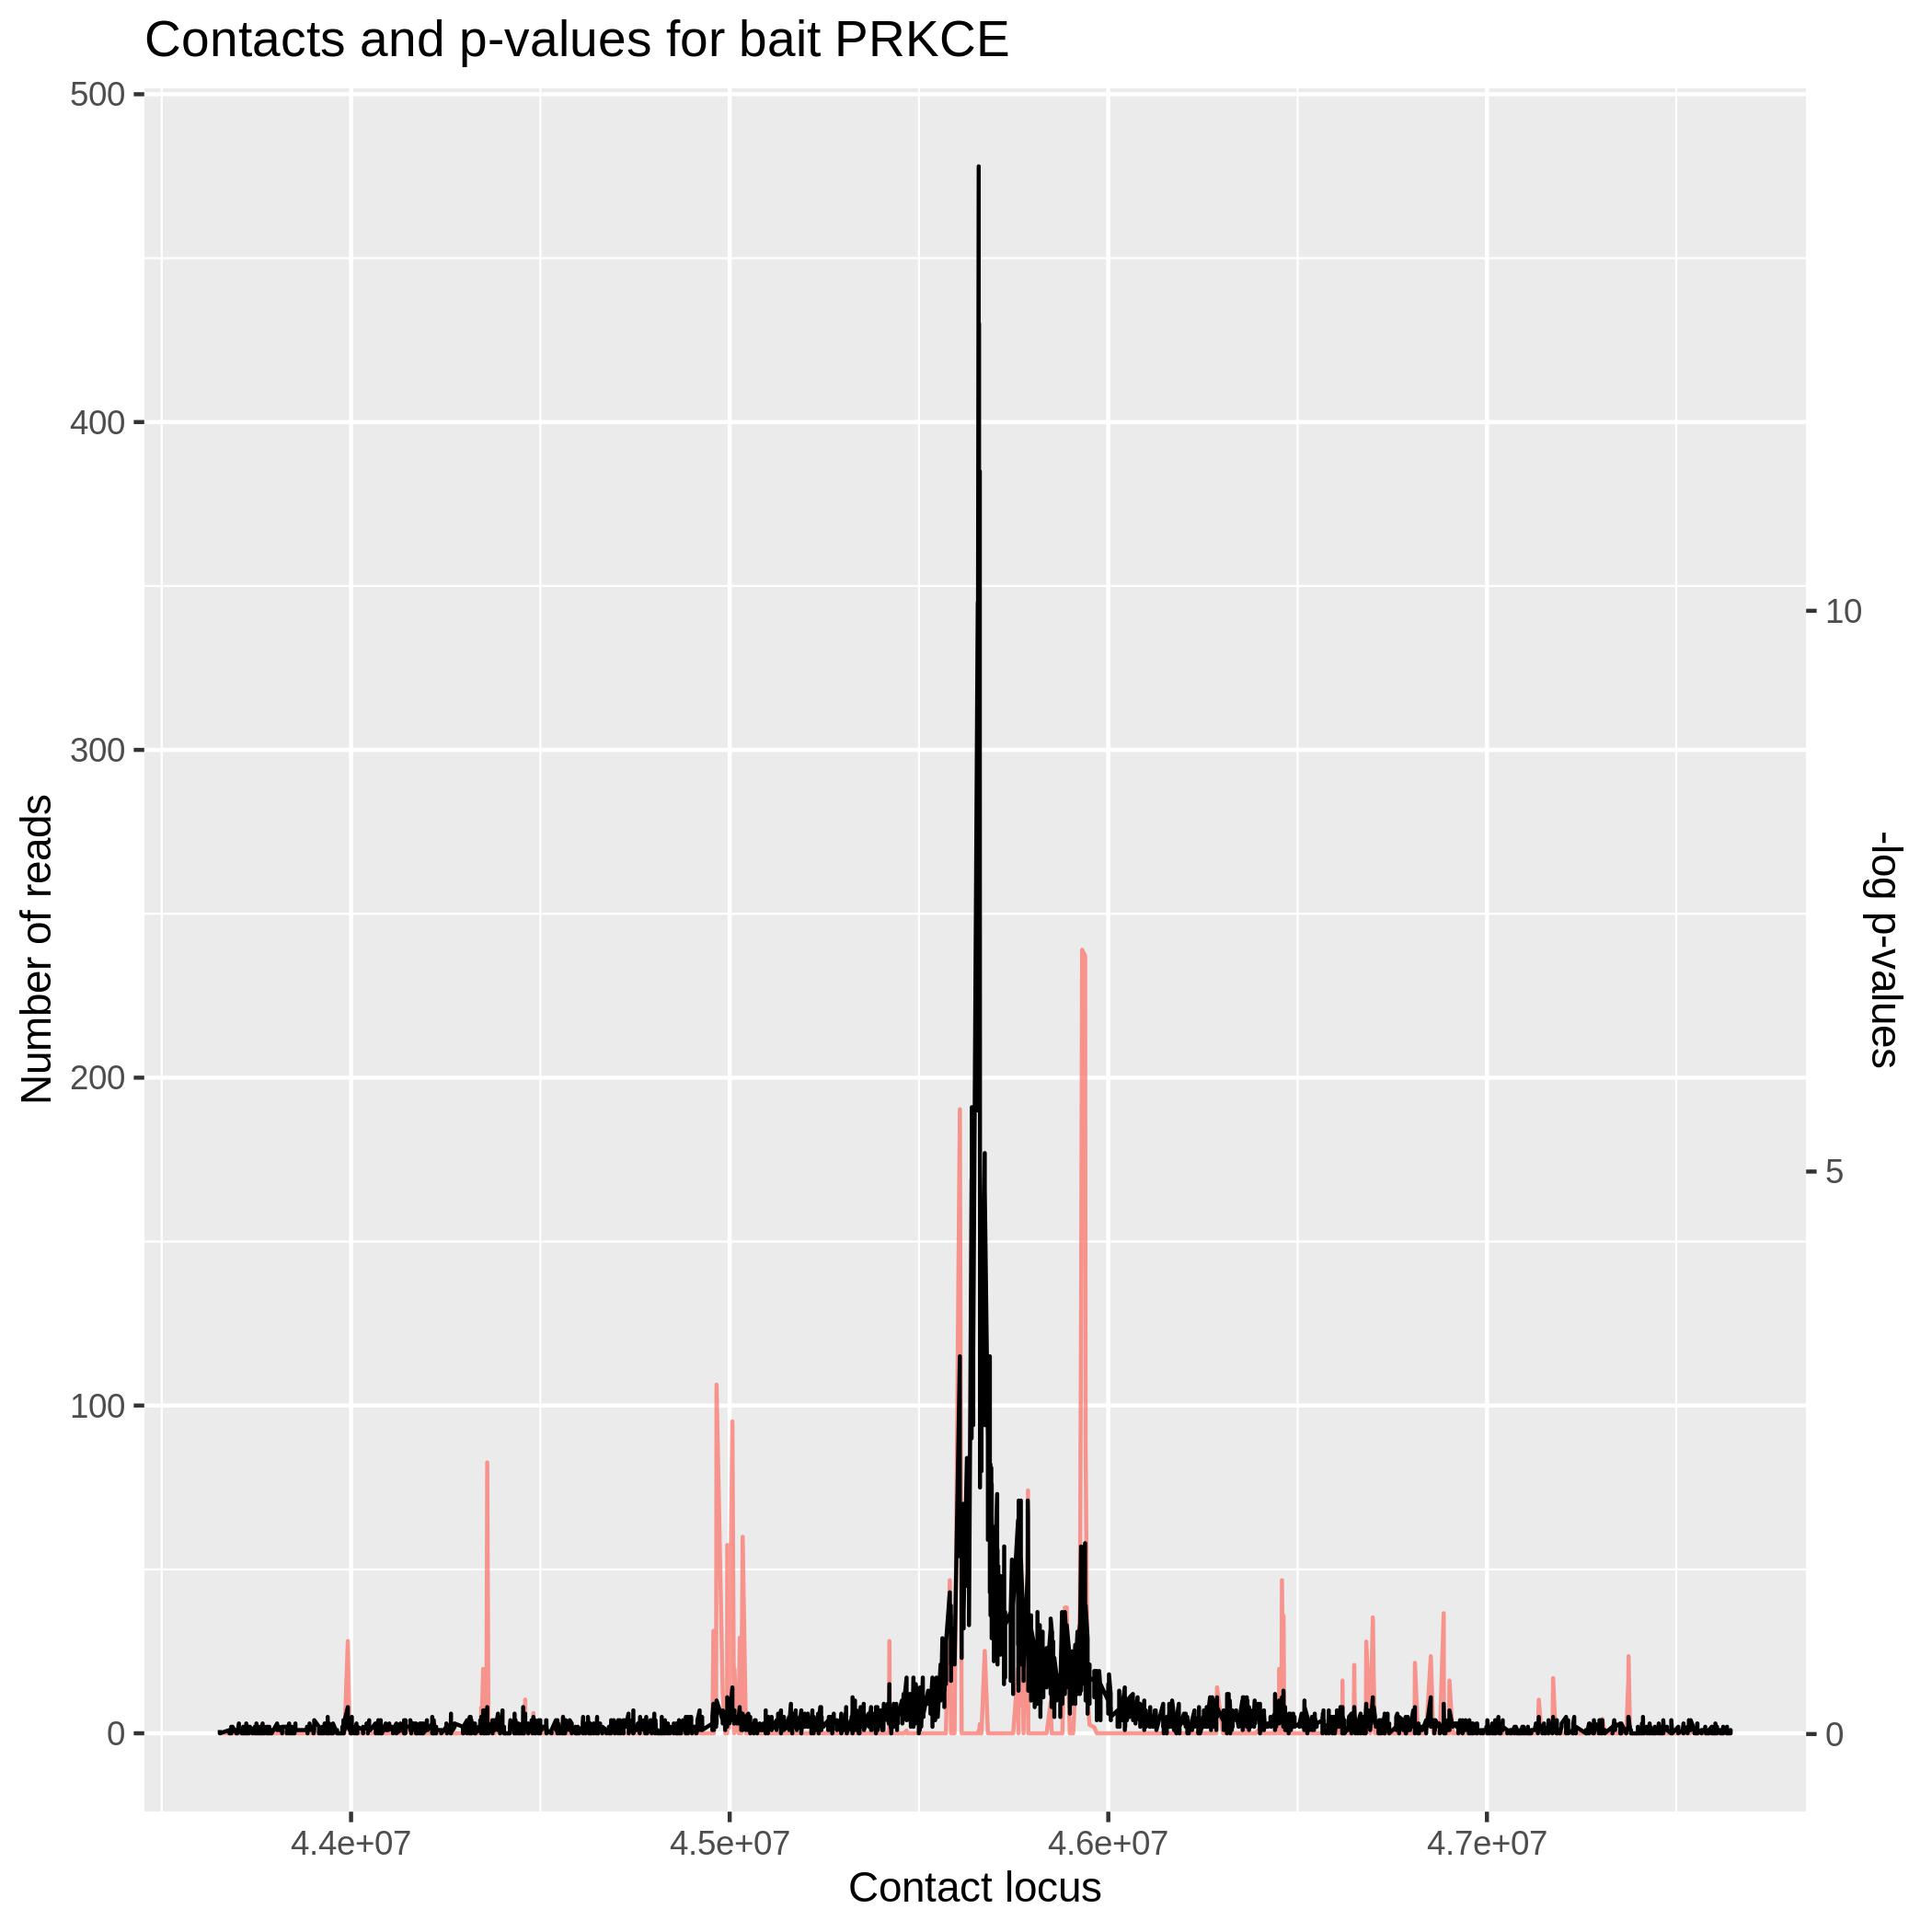 Contacts and p-values for bait PRKCE
500
400
300
200
100
0
Number of reads
10
5
0
-log p-values
4.4e+07
4.5e+07
4.6e+07
4.7e+07
Contact locus